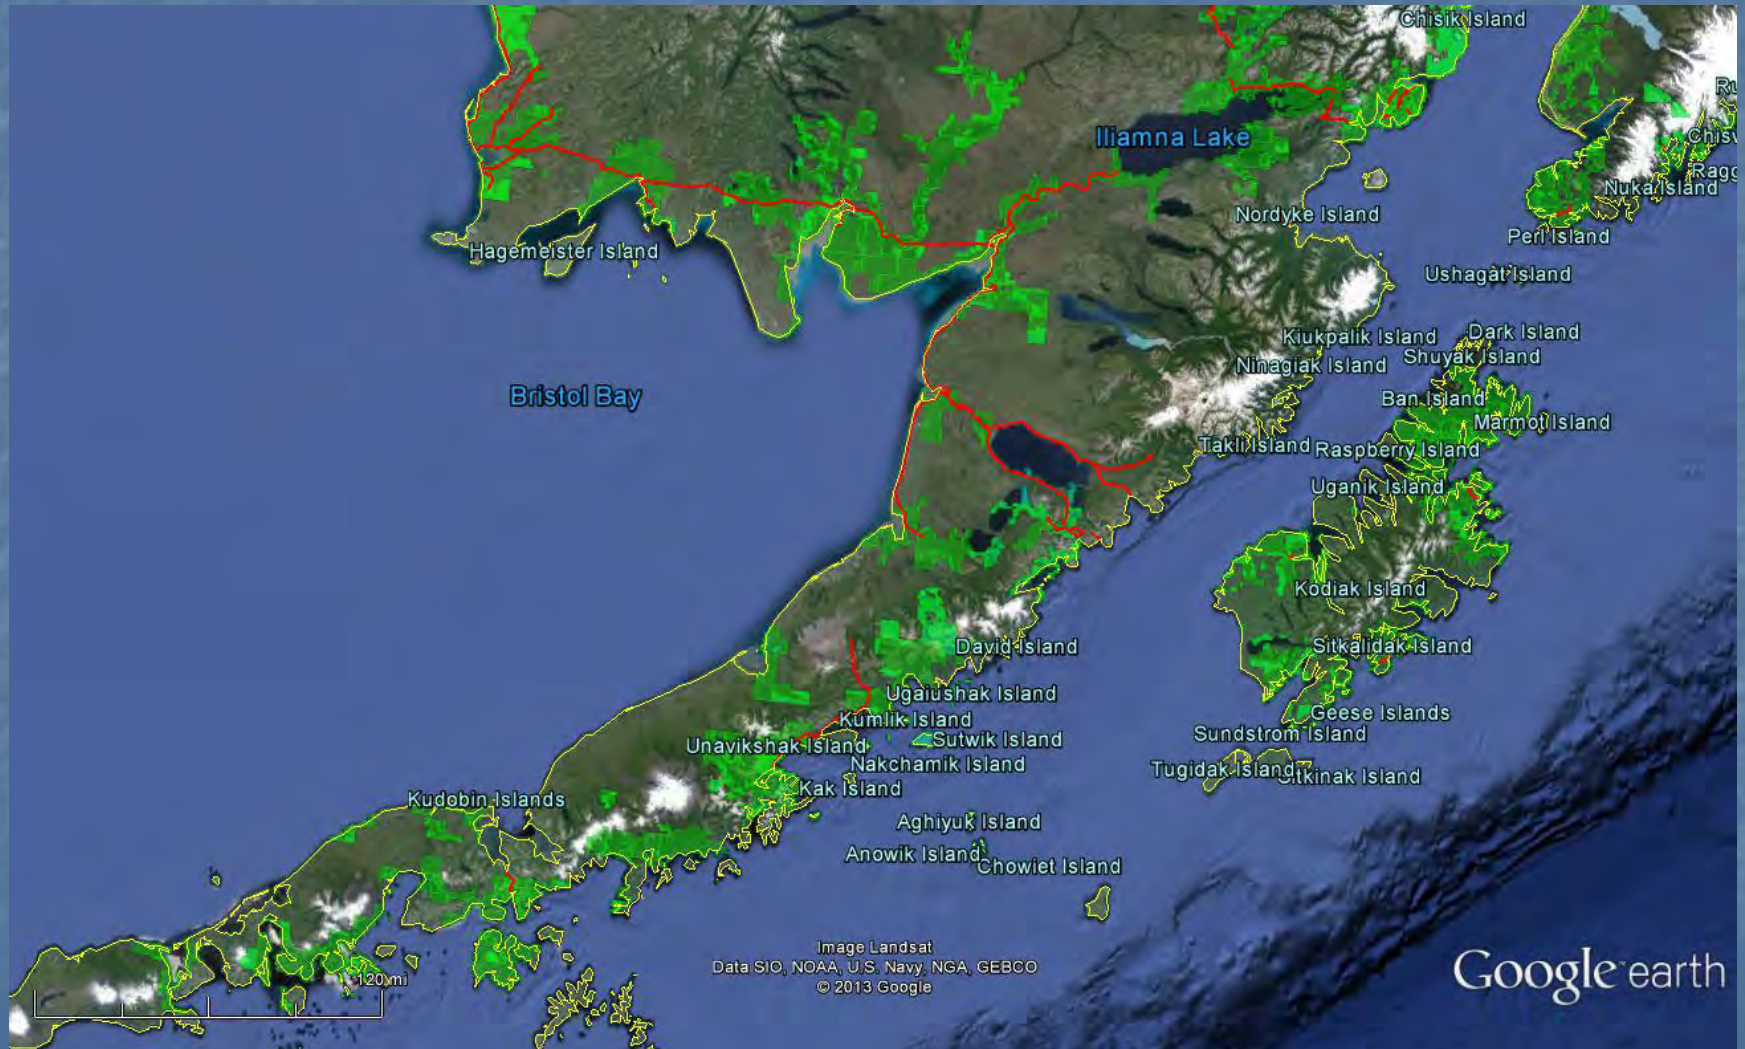 Chisik Island
Ru
Iliamna Lake
Chisw
Ragg
Nuka Island
Nordyke Island
Perl Island
Hagemeister Island
Ushagat Island
Kiukpalik Island
Dark Island
Shuyak Island
Ninagiak Island
Bristol Bay
Ban Island
Marmot Island
Takli Island
Raspberry Island
Uganik Island
Kodiak Island
David Island
Sitkalidak Island
Ugaiushak Island
Geese Islands
Kumlik Island
Sundstrom Island
Unavikshak Island
Sutwik Island
Nakchamik Island
Tugidak Island
Sitkinak Island
Kak Island
Kudobin Islands
Aghiyuk Island
Anowik Island
Chowiet Island
Image Landsat
Data SIO, NOAA, U.S. Navy, NGA, GEBCO
© 2013 Google
Google earth
120 mi